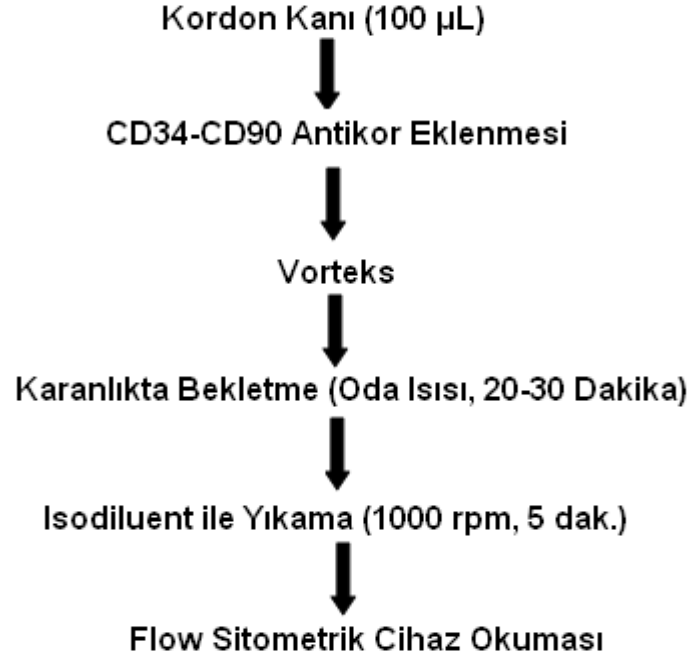 Kordon Kanı (100 µL)
CD34-CD90 Antikor Eklenmesi
Vorteks
Karanlıkta Bekletme (Oda Isısı, 20-30 Dakika)
Isodiluent ile Yıkama (1000 rpm, 5 dak.)
Flow Sitometrik Cihaz Okuması